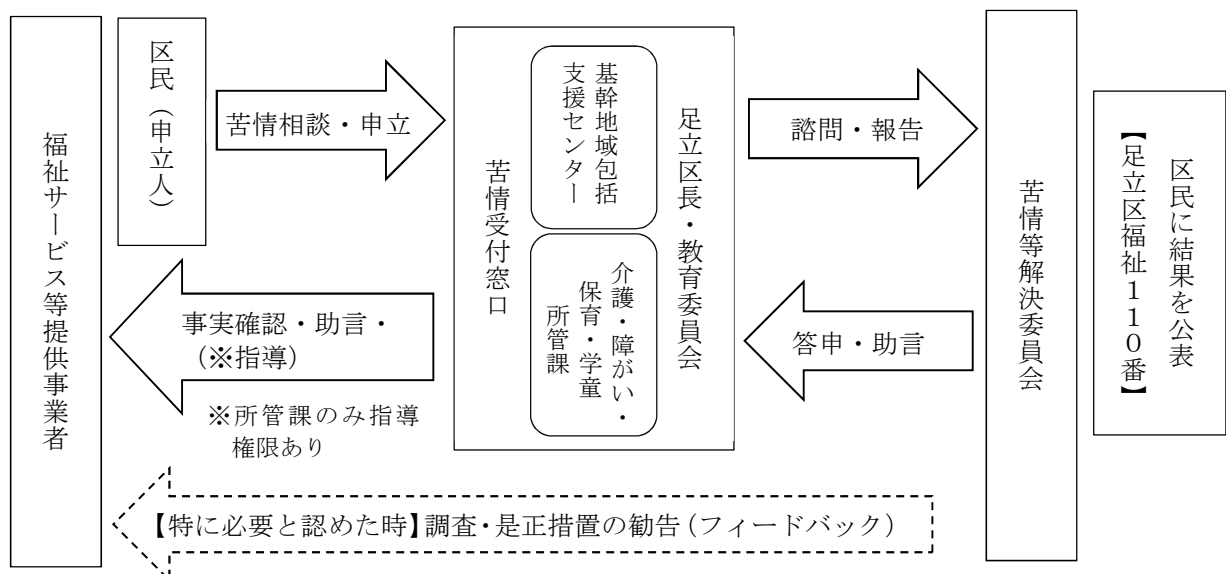 福祉サービス等提供事業者
区民（申立人）
苦情相談・申立
事実確認・助言・
（※指導）
※所管課のみ指導
権限あり
足立区長・教育委員会
基幹地域包括
支援センター
介護・障がい・
保育・学童
所管課
苦情受付窓口
諮問・報告
答申・助言
苦情等解決委員会
区民に結果を公表
【足立区福祉１１０番】
【特に必要と認めた時】調査・是正措置の勧告（フィードバック）